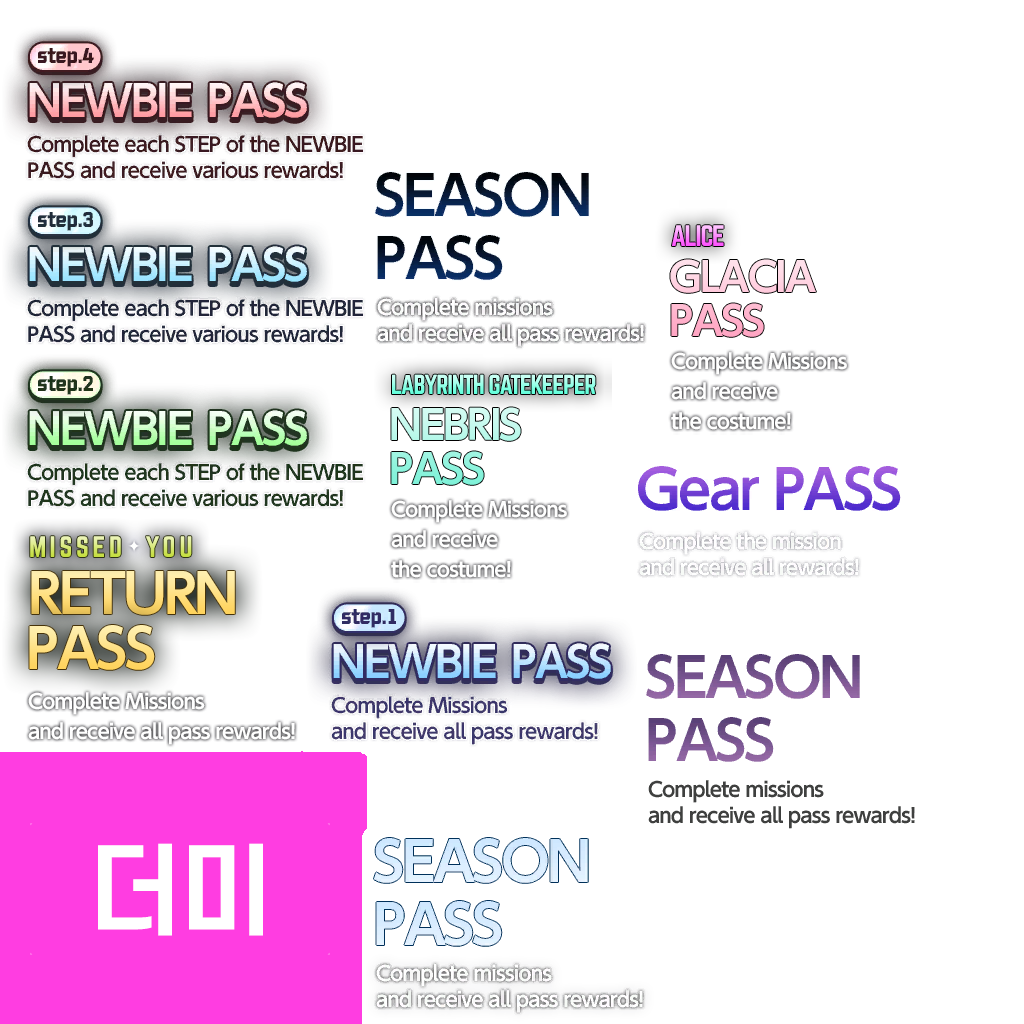 step.4
NEWBIE PASS
Complete each STEP of the NEWBIE
PASS and receive various rewards!
step.3
NEWBIE PASS
Complete each STEP of the NEWBIE
PASS and receive various rewards!
step.2
NEWBIE PASS
Complete each STEP of the NEWBIE
PASS and receive various rewards!
MISSED YOU
RETURN
PASS
Complete Missions
and receive all pass rewards!
더미
SEASON
PASS
Complete missions
and receive all pass rewards!
LABYRINTH GATEKEEPER
NEBRIS
PASS
Complete Missions
and receive
the costume!
step.1
NEWBIE PASS
Complete Missions
and receive all pass rewards!
SEASON
PASS
Complete missions
and receive all pass rewards!
ALICE
GLACIA
PASS
Complete Missions
and receive
the costume!
Gear PASS
Complete the mission
and receive all rewards!
SEASON
PASS
Complete missions
and receive all pass rewards!